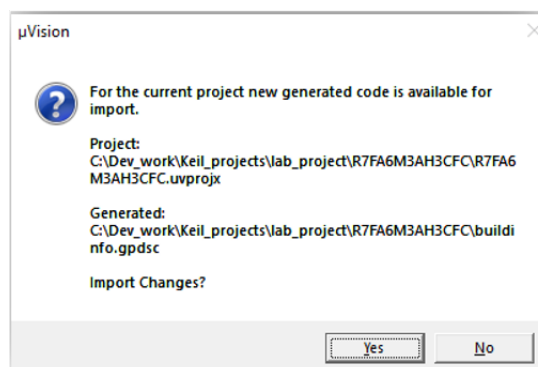 µVision
For the current project new generated code is available for
import.
Project:
C:\Dev_work\Keil_projects\lab_project\R7FA6M3AH3CFC\R7FA6
M3AH3CFC.uvprojx
Generated:
C:\Dev_work\Keil_projects\lab_project\R7FA6M3AH3CFC\buildi
nfo.gpdsc
Import Changes?
Yes No